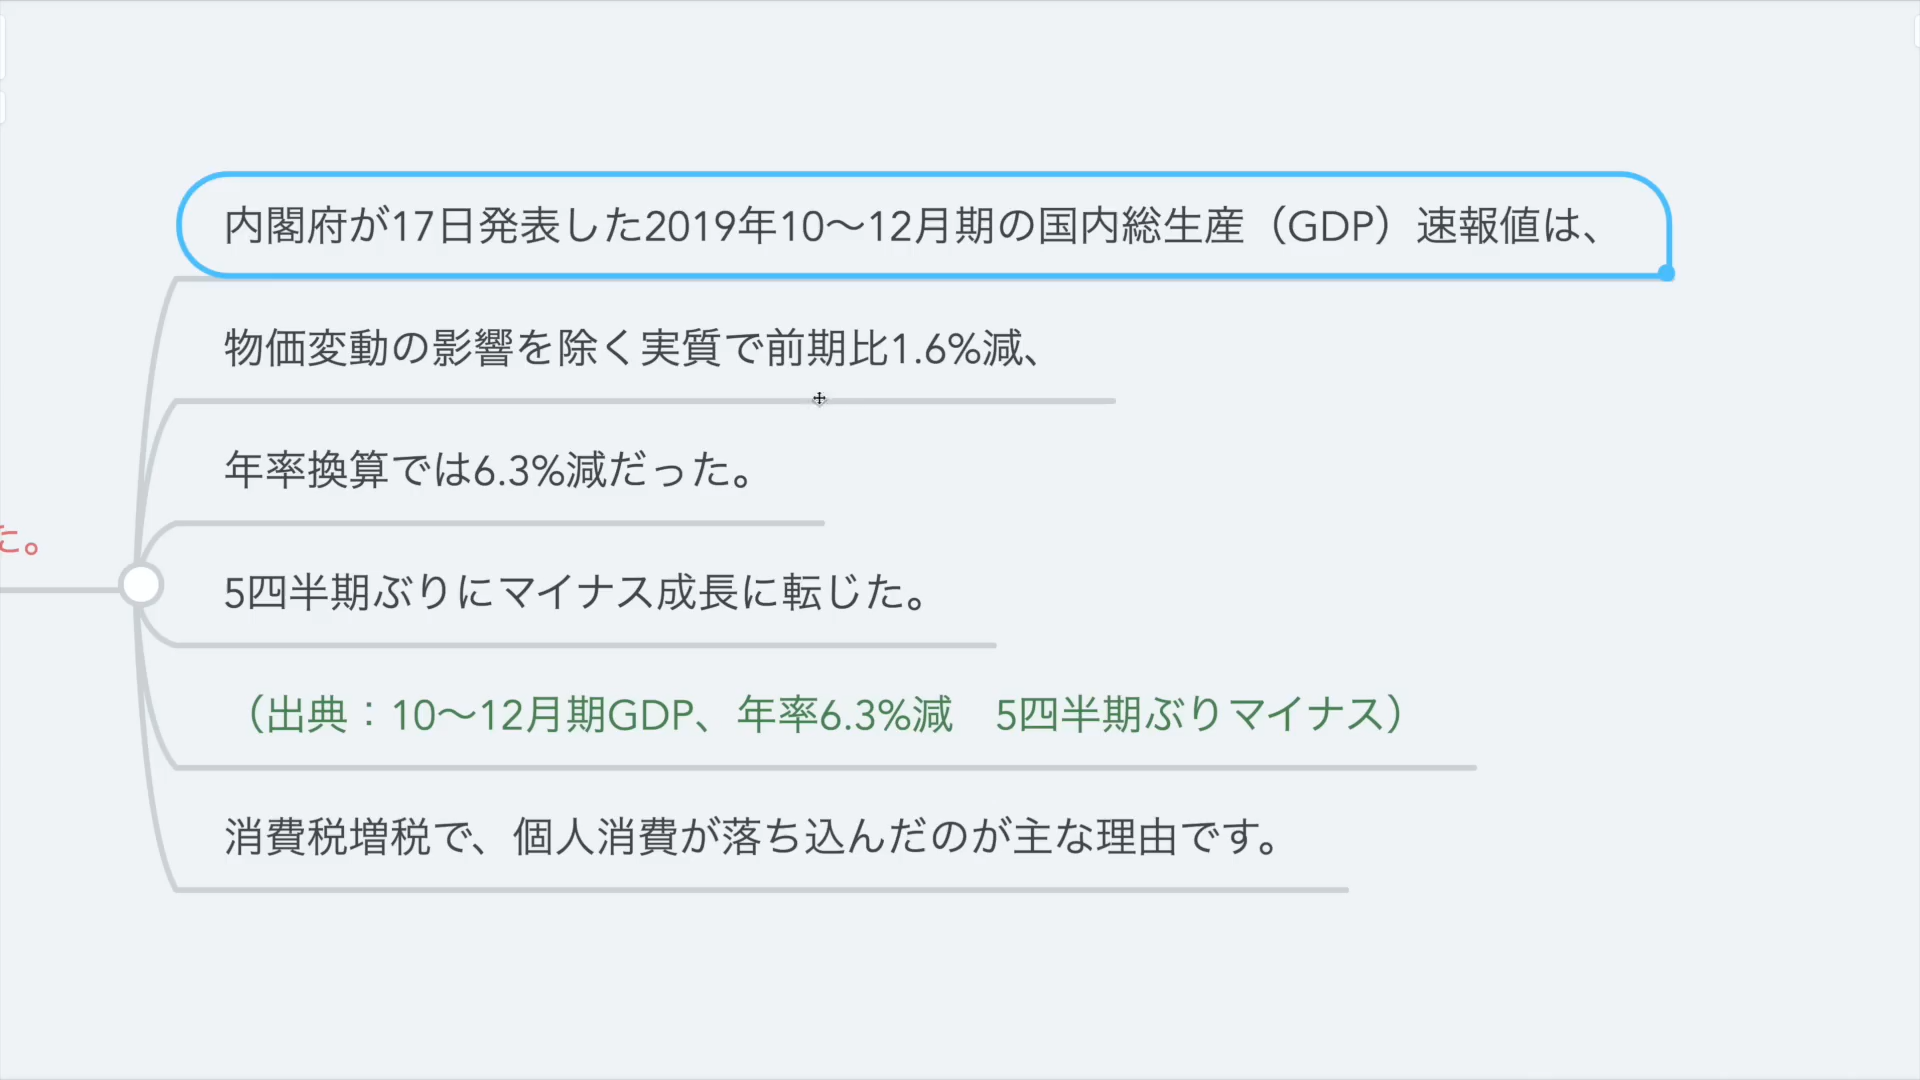 内閣府が17日発表した2019年10〜12月期の国内総生産（GDP）速報値は、
物価変動の影響を除く実質で前期比1.6%減、
年率換算では6.3%減だった。
た。
5四半期ぶりにマイナス成長に転じた。
（出典：10〜12月期GDP、年率6.3%減　5四半期ぶりマイナス）
消費税増税で、個人消費が落ち込んだのが主な理由です。